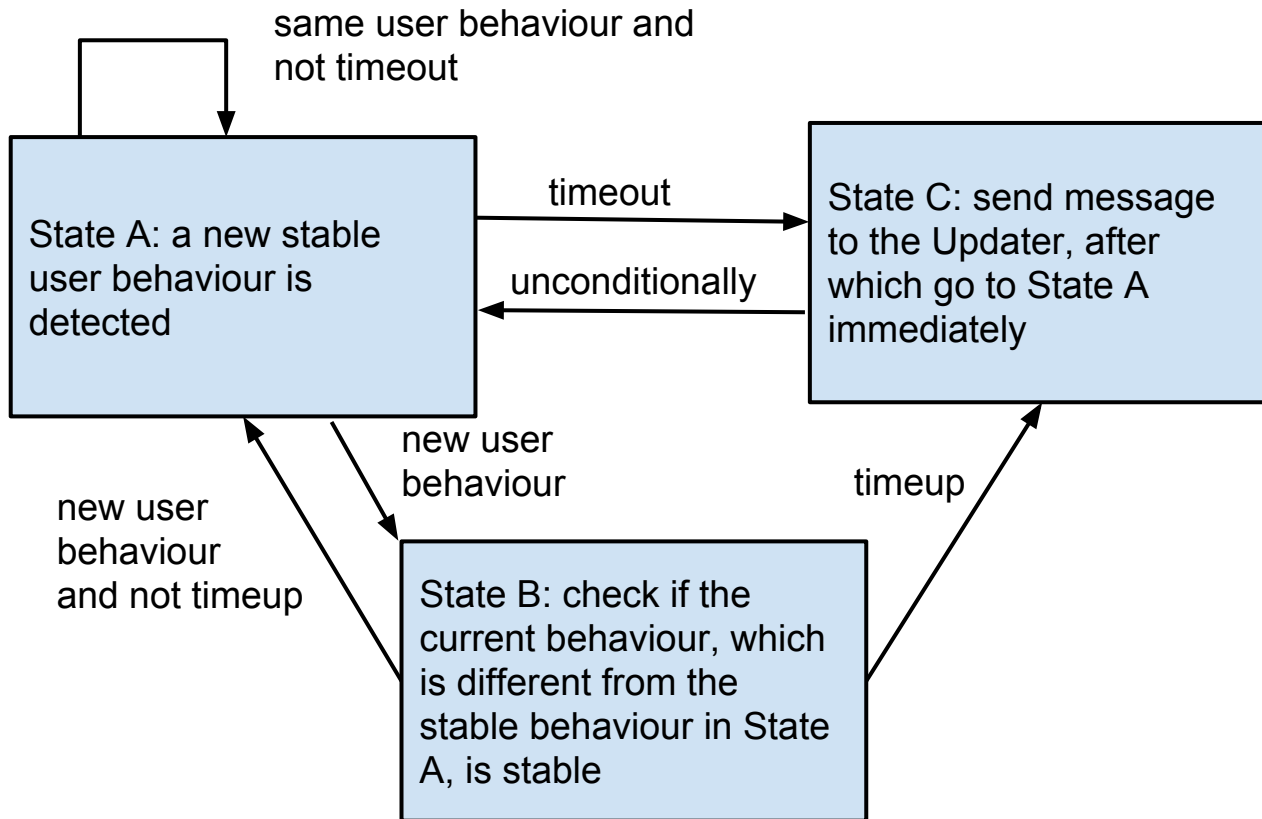 same user behaviour and
not timeout
State A: a new stable
user behaviour is
detected
timeout
unconditionally
State C: send message
to the Updater, after
which go to State A
immediately
new user
behaviour
timeup
new user
behaviour
and not timeup
State B: check if the
current behaviour, which
is different from the
stable behaviour in State
A, is stable